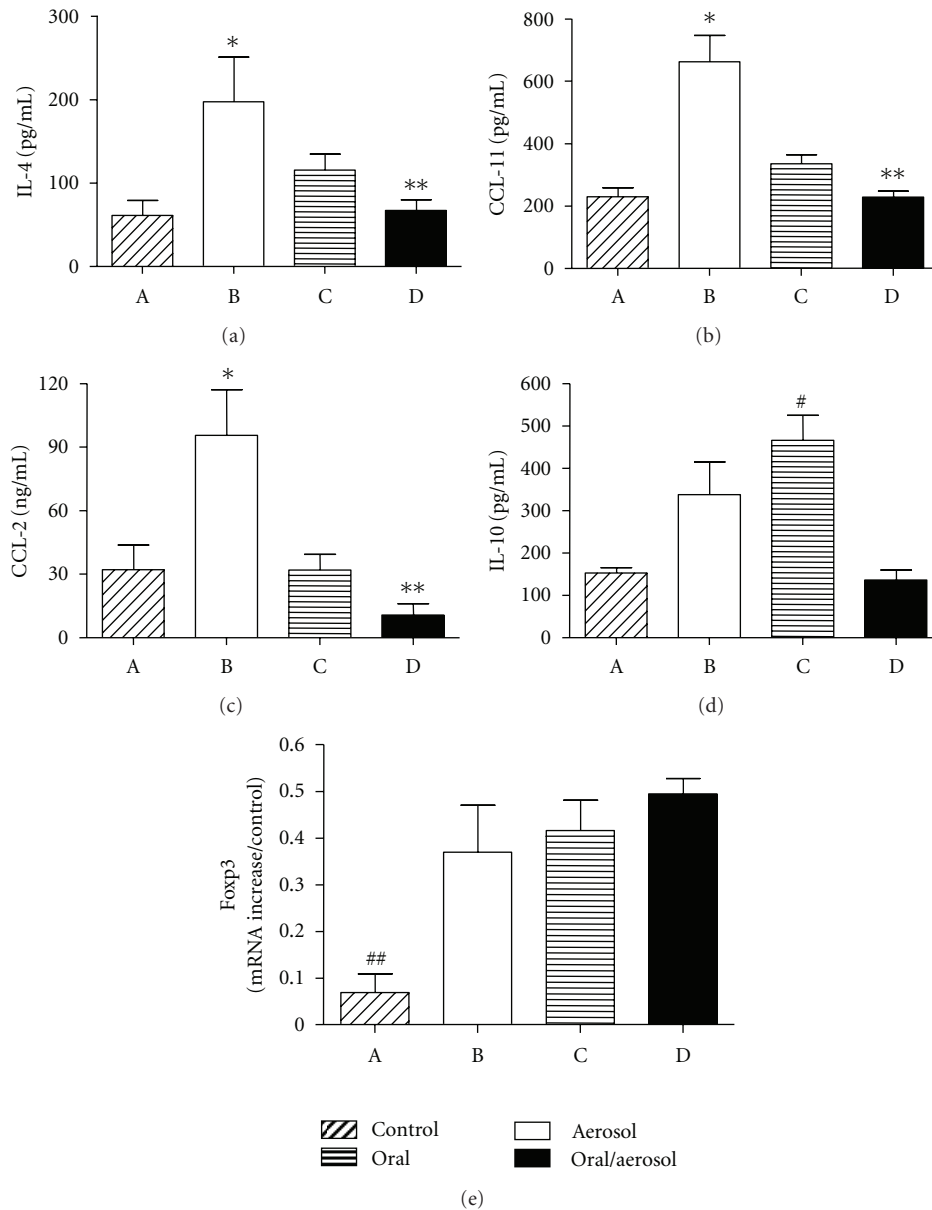 300
200
100
0
IL-4 (pg/mL)
*
**
A B C D
(a)
800
600
400
200
0
CCL-11 (pg/mL)
*
**
A B C D
(b)
120
90
60
30
0
CCL-2 (ng/mL)
*
**
A B C D
(c)
600
500
400
300
200
100
0
IL-10 (pg/mL)
#
A B C D
(d)
0.6
0.5
0.4
0.3
0.2
0.1
0
Foxp3
(mRNA increase/control)
##
A B C D
Control
Aerosol
Oral
Oral/aerosol
(e)